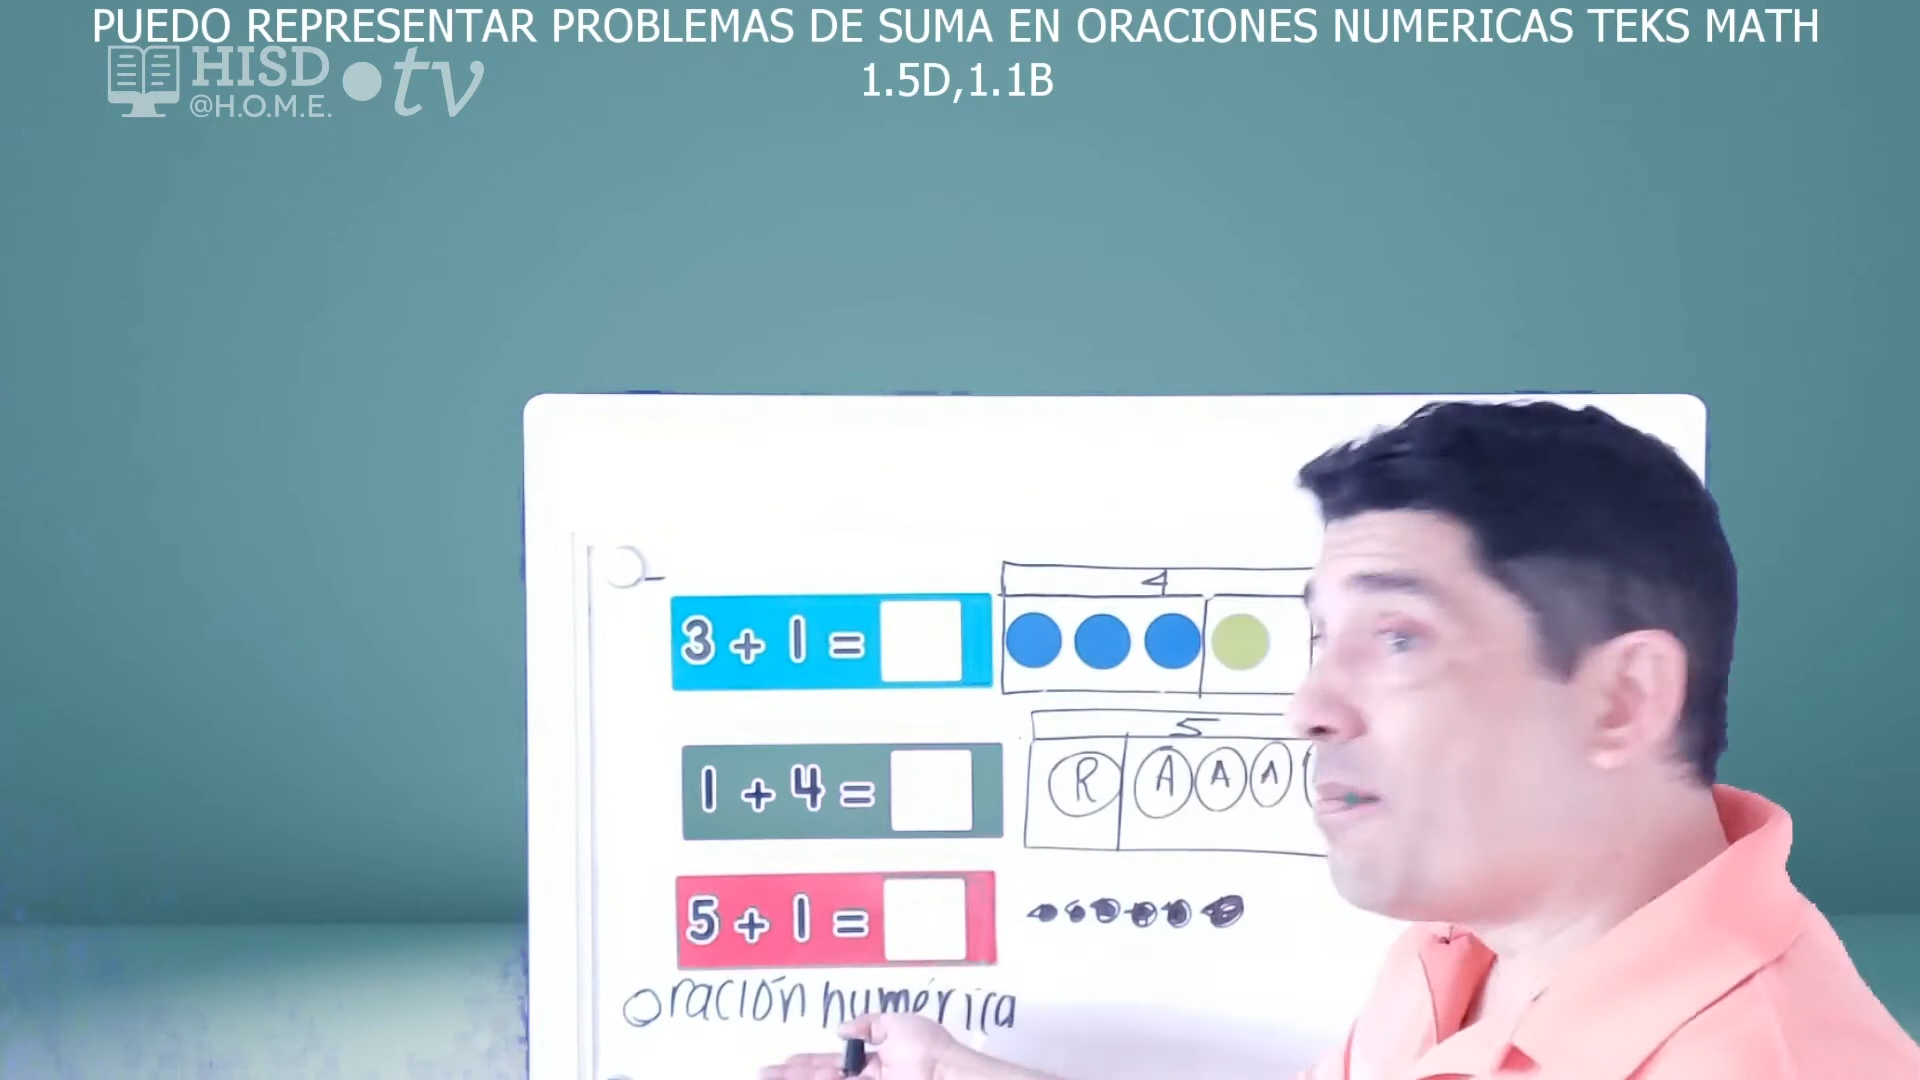 PUEDO REPRESENTAR PROBLEMAS DE SUMA EN ORACIONES NUMERICAS TEKS MATH
1.5D,1.1B
HISD
@H.O.M.E.
tv
3 + 1 =
4
1 + 4 =
5
R A A A
5 + 1 =
Oración numérica